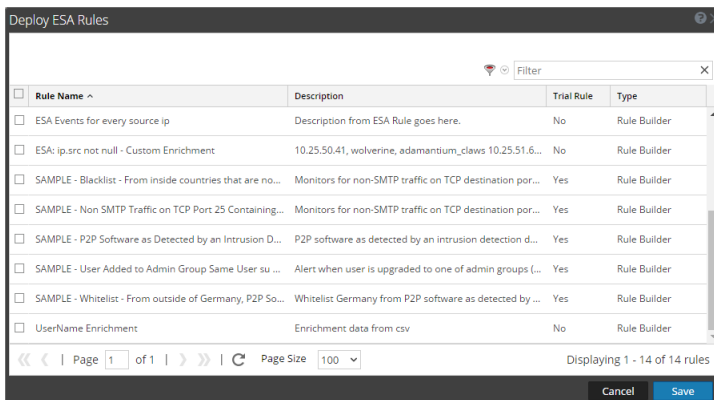 Deploy ESA Rules
Filter
Rule Name Description Trial Rule Type
ESA Events for every source ip Description from ESA Rule goes here. No Rule Builder
ESA: ip.src not null - Custom Enrichment 10.25.50.41, wolverine, adamantium_claws 10.25.51.6... No Rule Builder
SAMPLE - Blacklist - From inside countries that are no... Monitors for non-SMTP traffic on TCP destination por... Yes Rule Builder
SAMPLE - Non SMTP Traffic on TCP Port 25 Containing... Monitors for non-SMTP traffic on TCP destination por... Yes Rule Builder
SAMPLE - P2P Software as Detected by an Intrusion D... P2P software as detected by an intrusion detection d... Yes Rule Builder
SAMPLE - User Added to Admin Group Same User su ... Alert when user is upgraded to one of admin groups (... Yes Rule Builder
SAMPLE - Whitelist - From outside of Germany, P2P So... Whitelist Germany from P2P software as detected by ... Yes Rule Builder
UserName Enrichment Enrichment data from csv No Rule Builder
Page 1 of 1 Page Size 100 Displaying 1 - 14 of 14 rules
Cancel Save